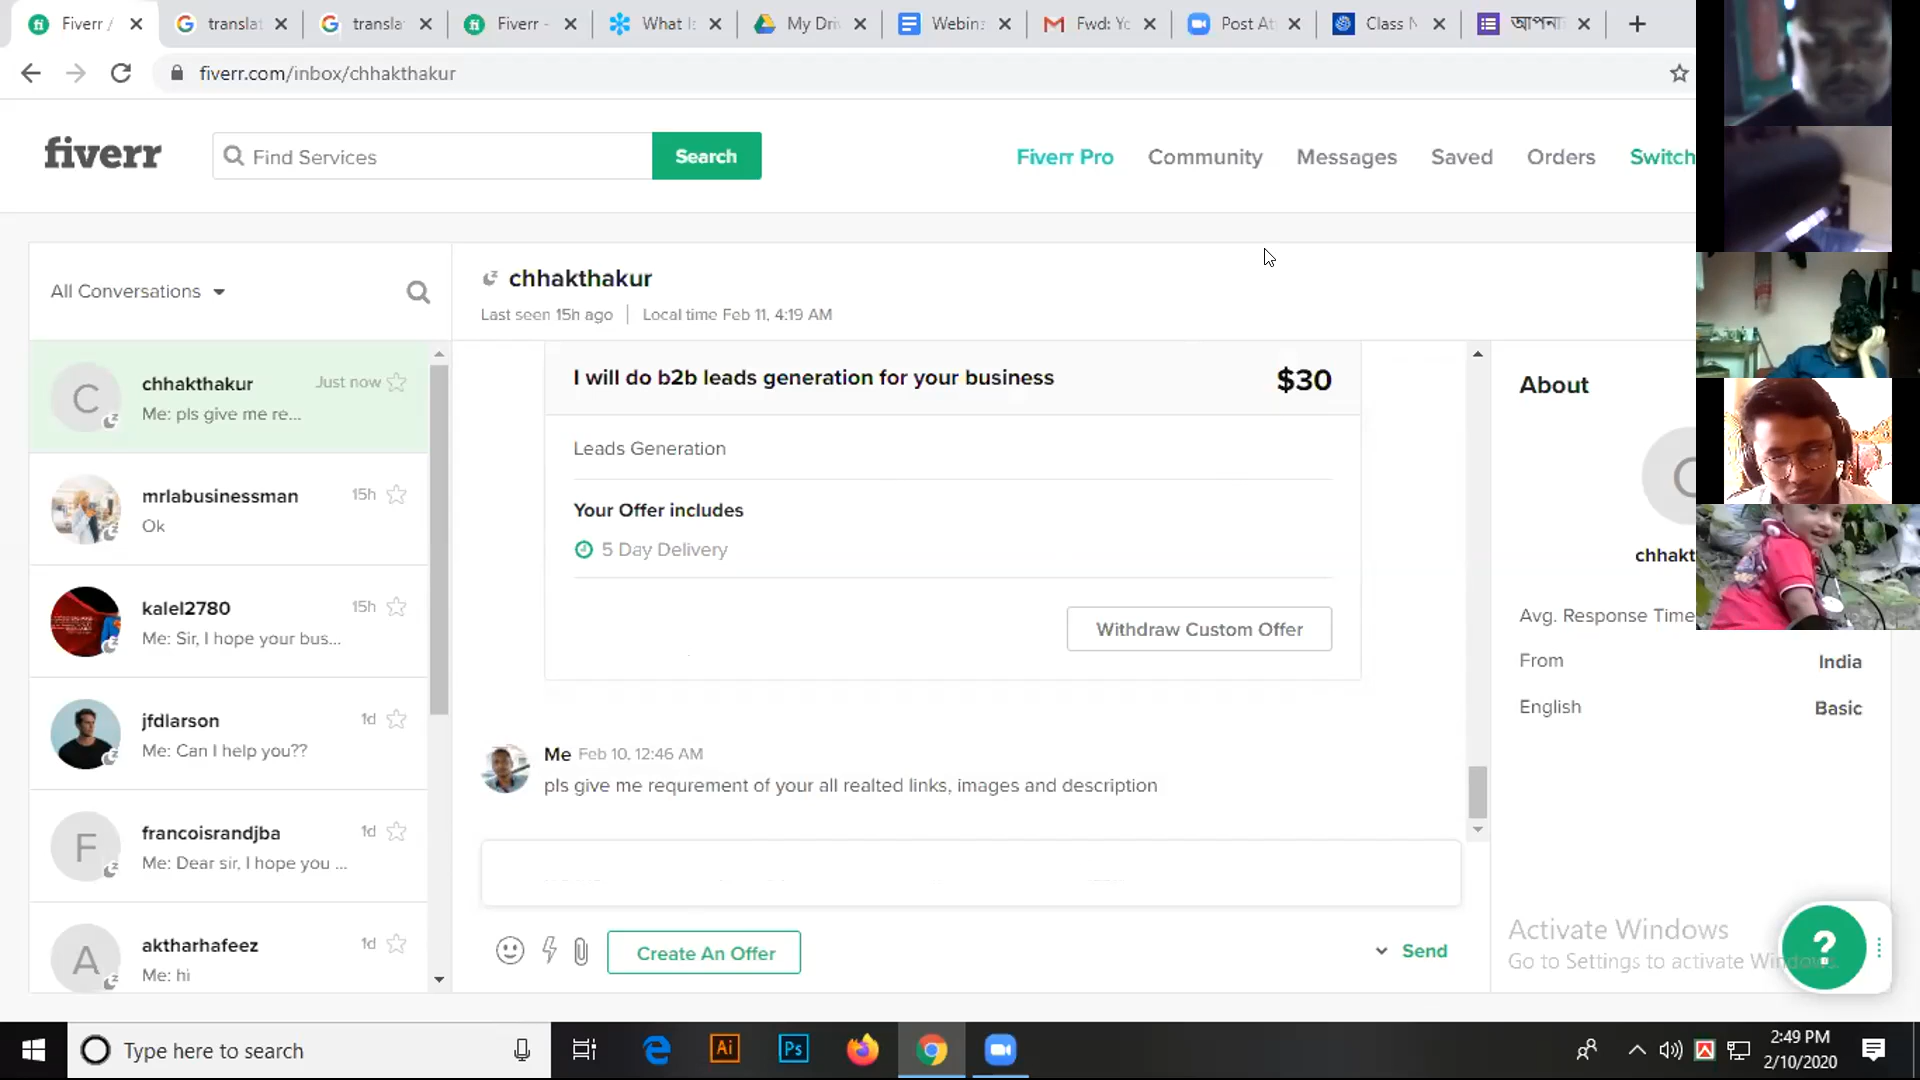 Fiverr /
translat
transla
Fiverr -
What I
My Driv
Webina
Fwd: Yo
Post At
Class N
আপনা
fiverr.com/inbox/chhakthakur
fiverr
Find Services
Search
Fiverr Pro
Community
Messages
Saved
Orders
Switch
All Conversations
chhakthakur
Last seen 15h ago | Local time Feb 11, 4:19 AM
chhakthakur
Just now
Me: pls give me re...
mrlabusinessman
15h
Ok
kalel2780
15h
Me: Sir, I hope your bus...
jfdlarson
1d
Me: Can I help you??
F
francoisrandjba
1d
Me: Dear sir, I hope you ...
A
aktharhafeez
1d
Me: hi
C
I will do b2b leads generation for your business
$30
Leads Generation
Your Offer includes
5 Day Delivery
Withdraw Custom Offer
Me Feb 10, 12:46 AM
pls give me requrement of your all realted links, images and description
Create An Offer
Send
About
C
chhakt
Avg. Response Time
From
India
English
Basic
Activate Windows
Go to Settings to activate Windows.
?
Type here to search
Ai
Ps
2:49 PM
2/10/2020